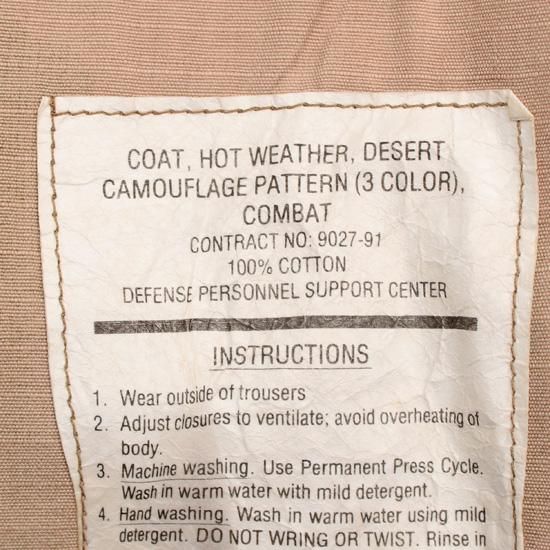 COAT, HOT WEATHER, DESERT
CAMOUFLAGE PATTERN (3 COLOR),
COMBAT
CONTRACT NO: 9027-91
100% COTTON
DEFENSE PERSONNEL SUPPORT CENTER
INSTRUCTIONS
1. Wear outside of trousers
2. Adjust closures to ventilate; avoid overheating of
body.
3. Machine washing. Use Permanent Press Cycle.
Wash in warm water with mild detergent.
4. Hand washing. Wash in warm water using mild
detergent. DO NOT WRING OR TWIST. Rinse in